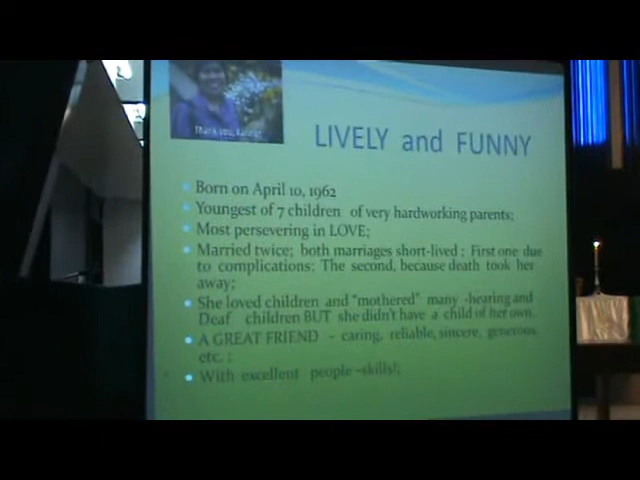 Thank you,
LIVELY and FUNNY
Born on April 10, 1962
Youngest of 7 children of very hardworking parents;
Most persevering in LOVE;
Married twice; both marriages short-lived ; First one due
to complications; The second, because death took her
away;
She loved children and "mothered" many -hearing and
Deaf children BUT she didn't have a child of her own.
A GREAT FRIEND - caring, reliable, sincere, generous,
etc. ;
With excellent people -skills!;